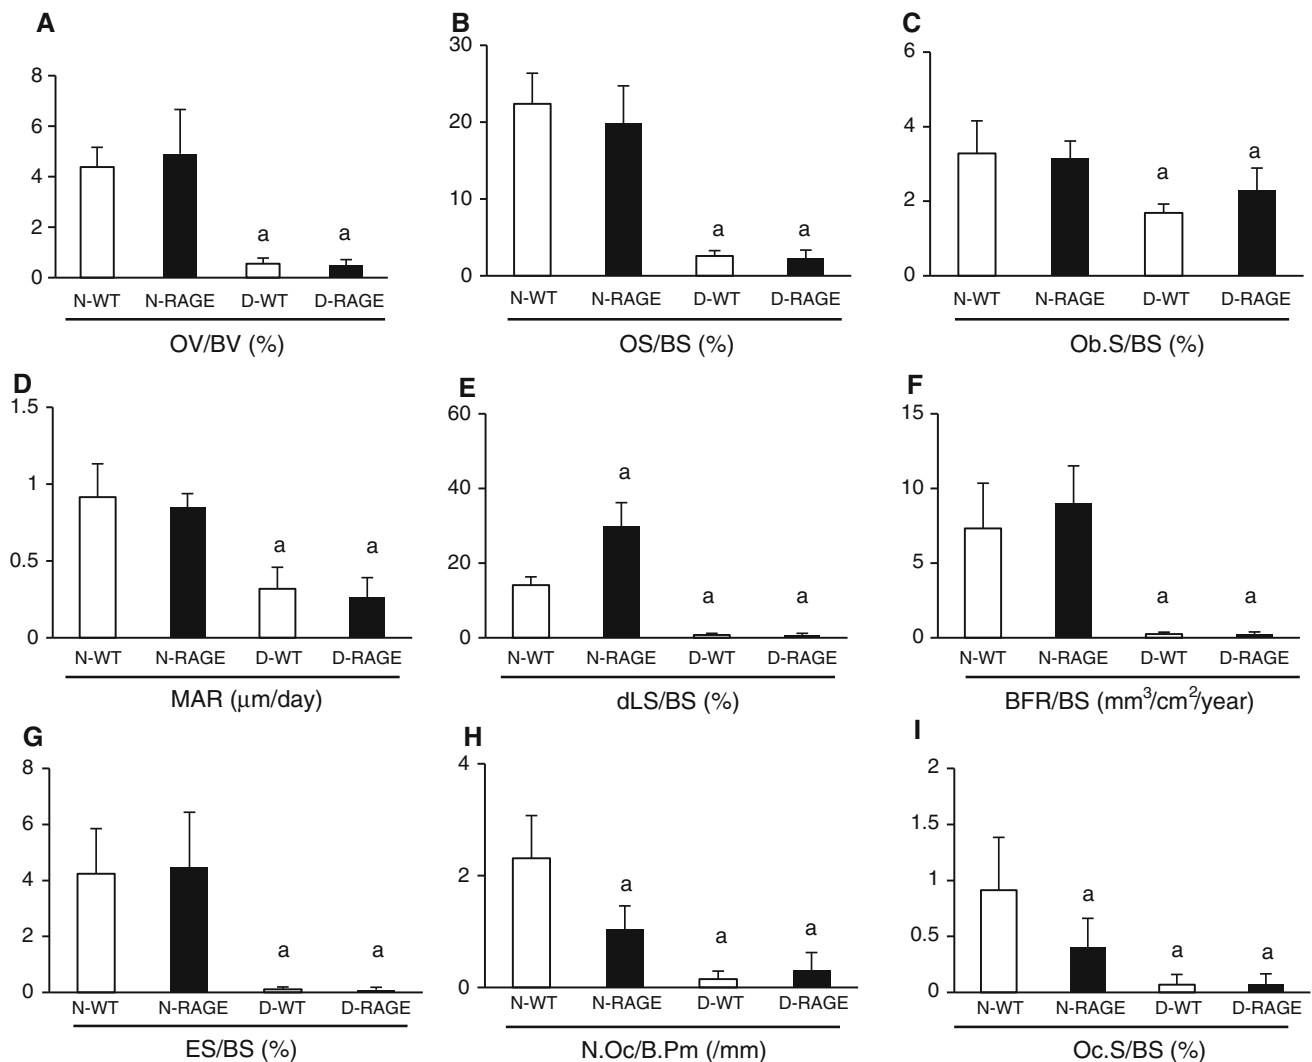 A
8
6
4
2
0
a
a
N-WT N-RAGE D-WT D-RAGE
OV/BV (%)
B
30
20
10
0
a
a
N-WT N-RAGE D-WT D-RAGE
OS/BS (%)
C
6
4
2
0
a
a
N-WT N-RAGE D-WT D-RAGE
Ob.S/BS (%)
D
1.5
1
0.5
0
a
a
N-WT N-RAGE D-WT D-RAGE
MAR (μm/day)
E
60
40
20
0
a
a
a
N-WT N-RAGE D-WT D-RAGE
dLS/BS (%)
F
15
10
5
0
a
a
N-WT N-RAGE D-WT D-RAGE
BFR/BS (mm³/cm²/year)
G
8
6
4
2
0
a
a
N-WT N-RAGE D-WT D-RAGE
ES/BS (%)
H
4
2
0
a
a
a
N-WT N-RAGE D-WT D-RAGE
N.Oc/B.Pm (/mm)
I
2
1.5
1
0.5
0
a
a
a
N-WT N-RAGE D-WT D-RAGE
Oc.S/BS (%)